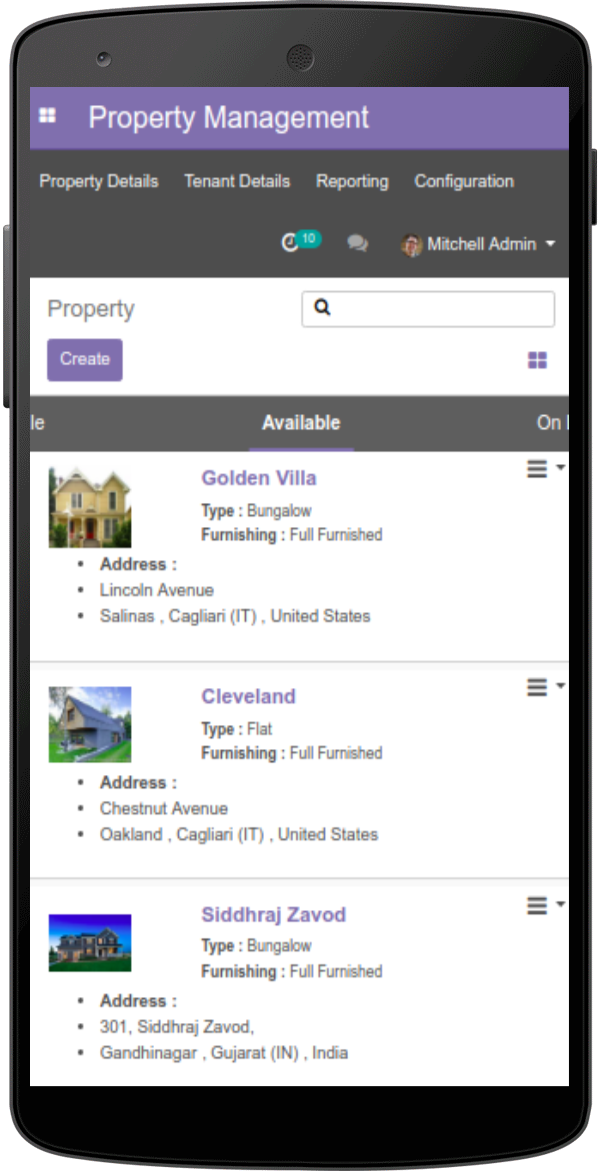 Property Management
Property Details Tenant Details Reporting Configuration
10 Mitchell Admin
Property
Create
le Available On
Golden Villa
Type : Bungalow
Furnishing : Full Furnished
Address :
Lincoln Avenue
Salinas , Cagliari (IT) , United States
Cleveland
Type : Flat
Furnishing : Full Furnished
Address :
Chestnut Avenue
Oakland , Cagliari (IT) , United States
Siddhraj Zavod
Type : Bungalow
Furnishing : Full Furnished
Address :
301, Siddhraj Zavod,
Gandhinagar , Gujarat (IN) , India